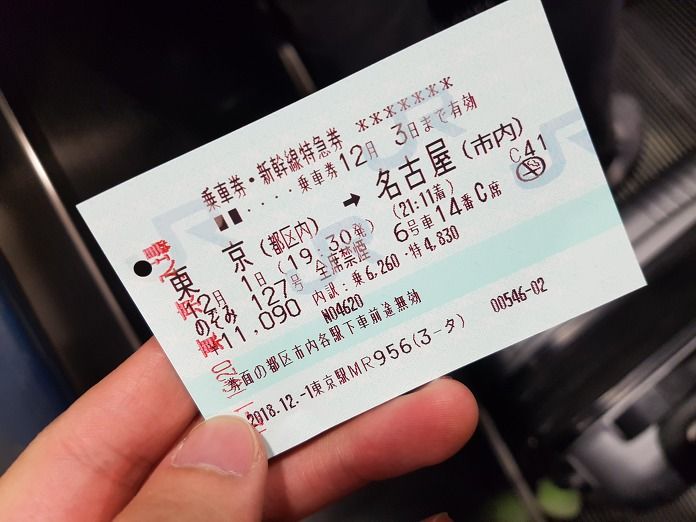 乗車券・新幹線特急券 *******
■■・・・・乗車券12月 3日まで有効
東 京(都区内) ➡ 名古屋(市内)
12月 1日 (19:30発) (21:11着) C41
のぞみ 127号 全席禁煙 6号車14番C席
¥11,090 内訳:乗6,260・特4,830
N04620
券面の都区市内各駅下車前途無効
2018.12.-1東京駅MR956(3-タ) 00546-02
JR
JR
JR